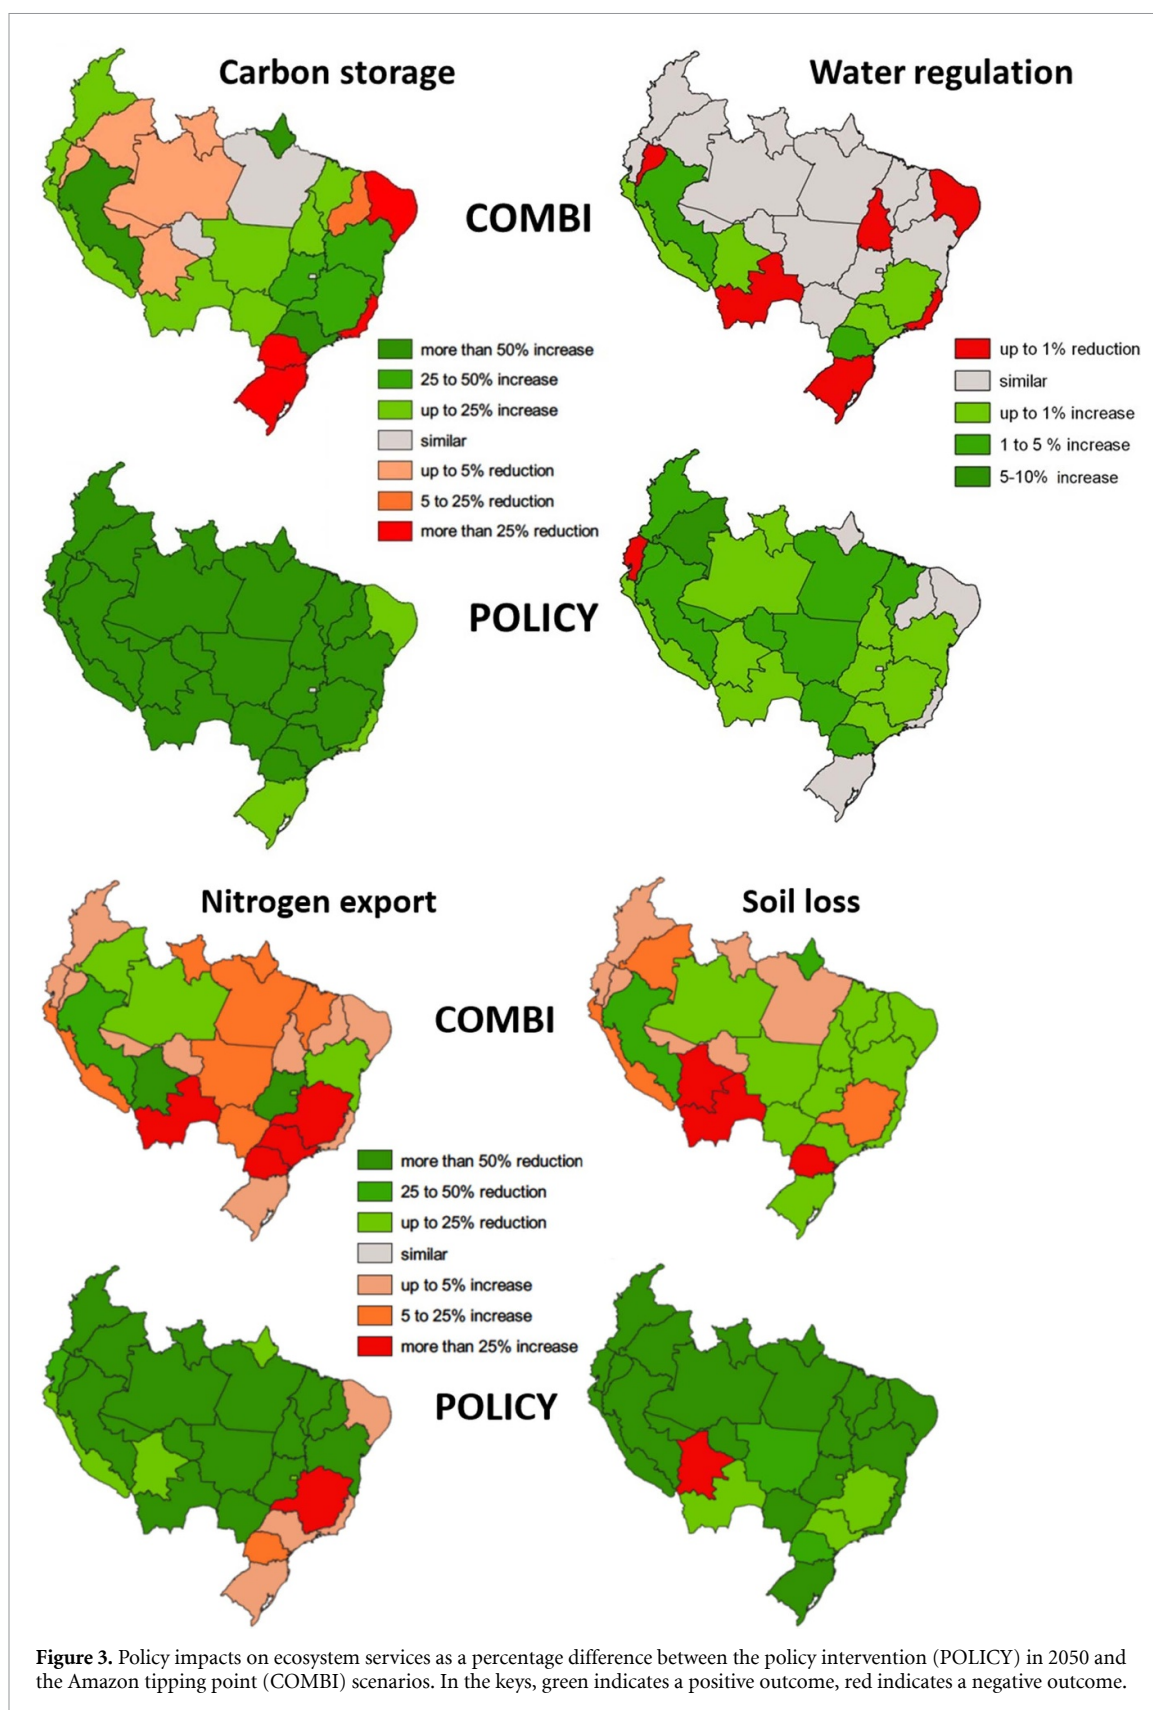 Carbon storage
Water regulation
COMBI
more than 50% increase
25 to 50% increase
up to 25% increase
similar
up to 5% reduction
5 to 25% reduction
more than 25% reduction
up to 1% reduction
similar
up to 1% increase
1 to 5 % increase
5-10% increase
POLICY
Nitrogen export
Soil loss
COMBI
more than 50% reduction
25 to 50% reduction
up to 25% reduction
similar
up to 5% increase
5 to 25% increase
more than 25% increase
POLICY
Figure 3. Policy impacts on ecosystem services as a percentage difference between the policy intervention (POLICY) in 2050 and
the Amazon tipping point (COMBI) scenarios. In the keys, green indicates a positive outcome, red indicates a negative outcome.